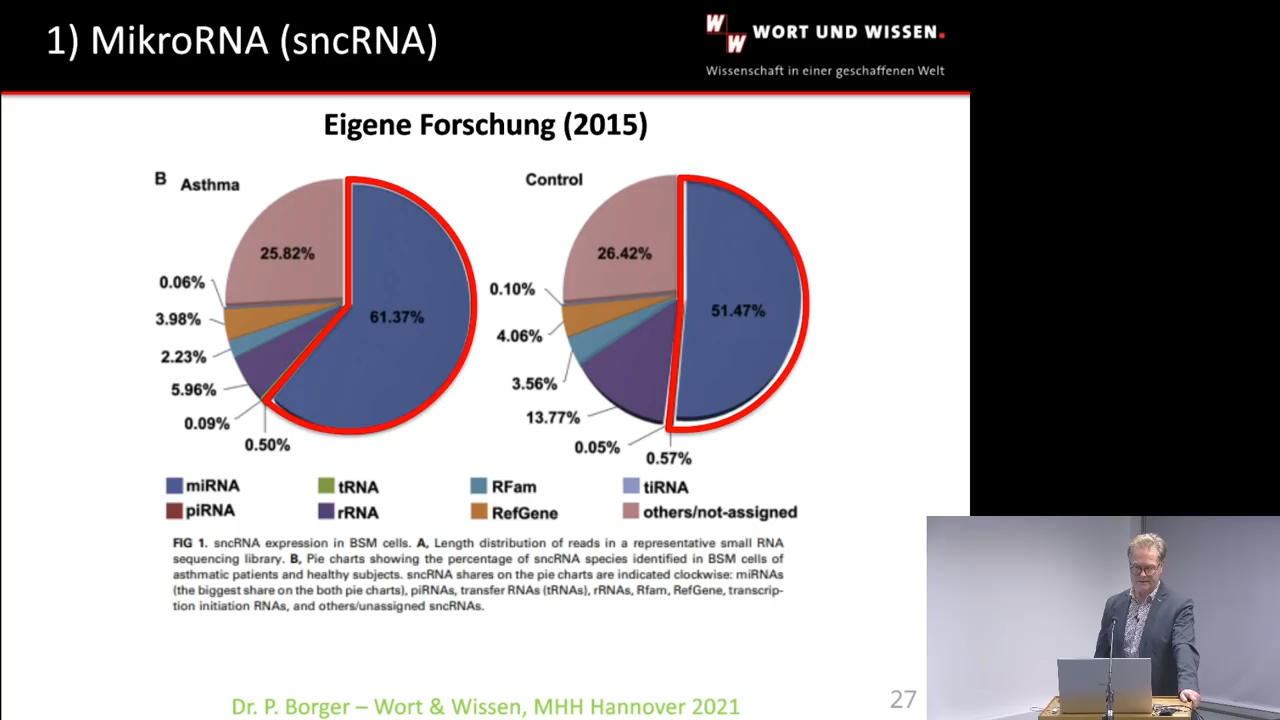 1) MikroRNA (sncRNA)
W
W
WORT UND WISSEN.
Wissenschaft in einer geschaffenen Welt
Eigene Forschung (2015)
B Asthma
25.82%
0.06%
3.98%
2.23%
5.96%
0.09%
0.50%
61.37%
Control
26.42%
0.10%
4.06%
3.56%
13.77%
0.05%
0.57%
51.47%
miRNA tRNA RFam tiRNA
piRNA rRNA RefGene others/not-assigned
FIG 1. sncRNA expression in BSM cells. A, Length distribution of reads in a representative small RNA
sequencing library. B, Pie charts showing the percentage of sncRNA species identified in BSM cells of
asthmatic patients and healthy subjects. sncRNA shares on the pie charts are indicated clockwise: miRNAs
(the biggest share on the both pie charts), piRNAs, transfer RNAs (tRNAs), rRNAs, Rfam, RefGene, transcrip-
tion initiation RNAs, and others/unassigned sncRNAs.
Dr. P. Borger – Wort & Wissen, MHH Hannover 2021
27